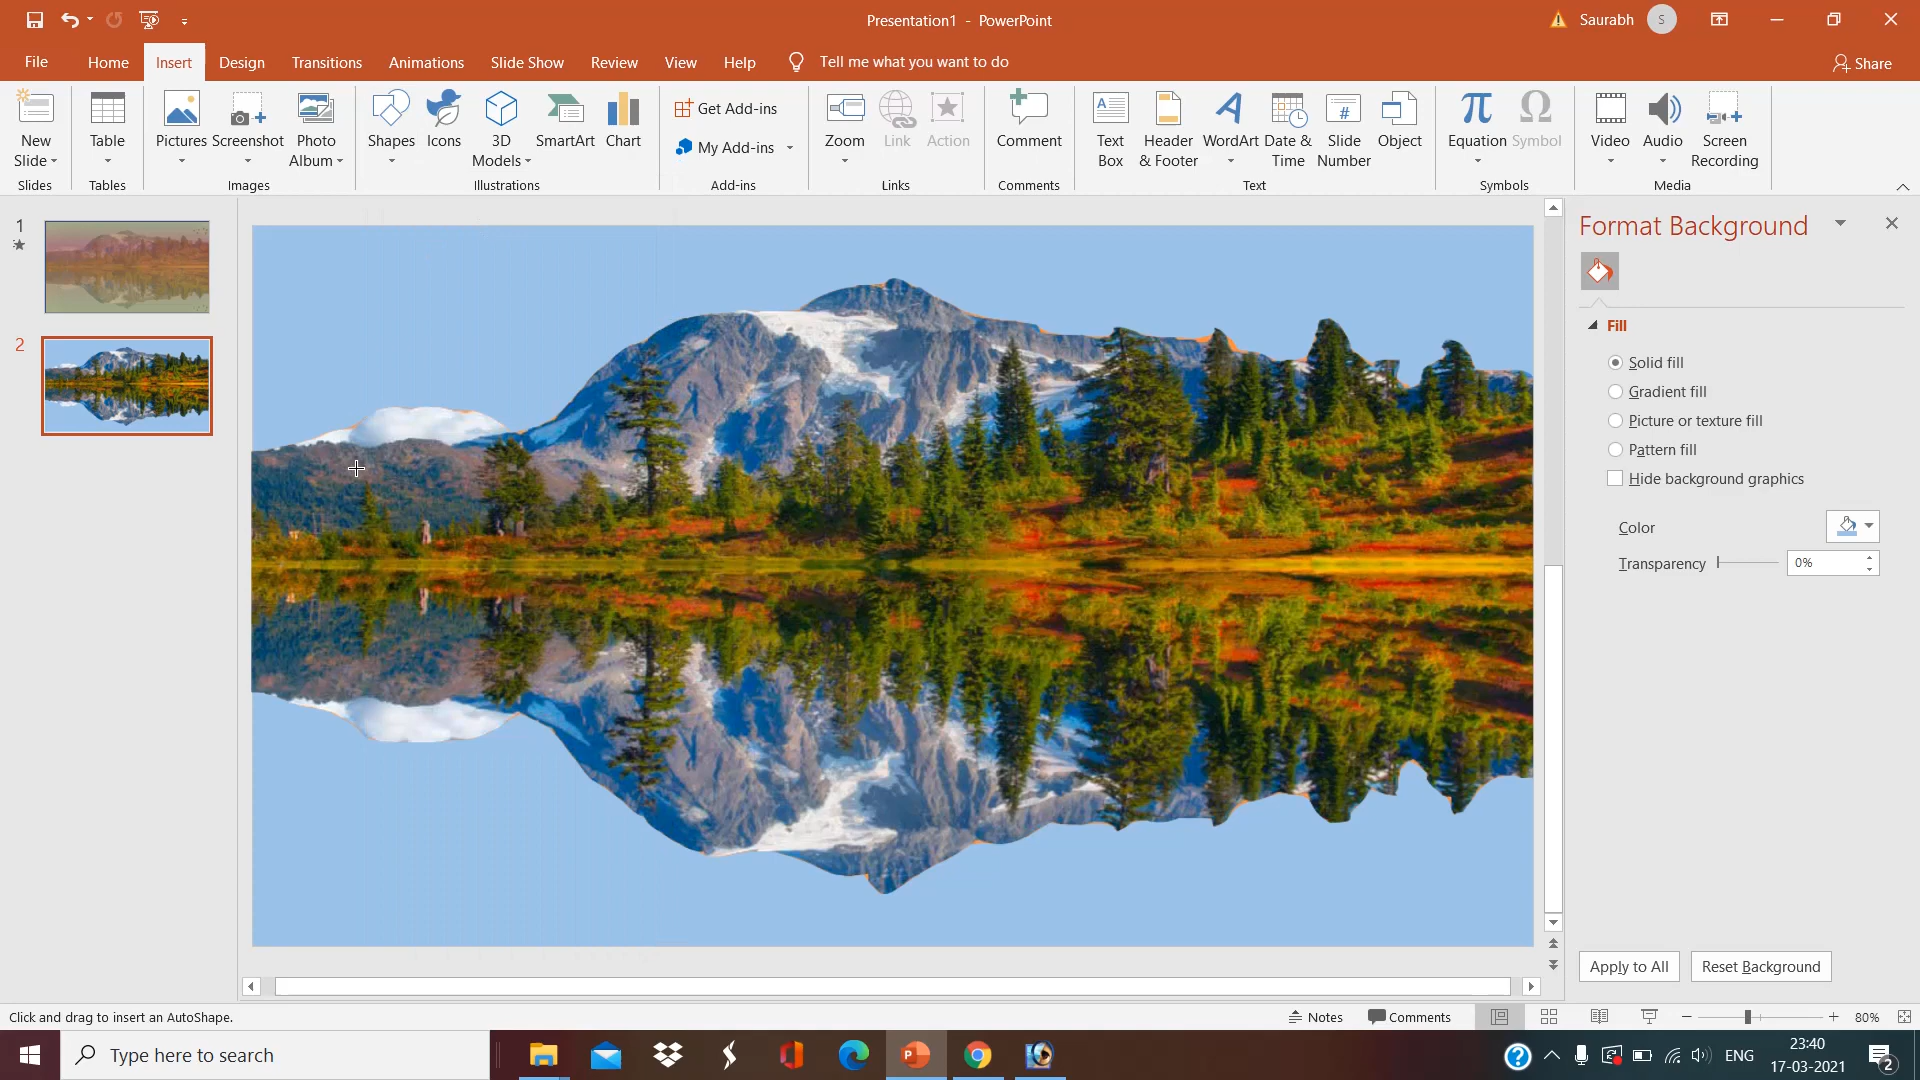 Presentation1 - PowerPoint
Saurabh
S
File
Home
Insert
Design
Transitions
Animations
Slide Show
Review
View
Help
Tell me what you want to do
Share
New Slide
Table
Pictures
Screenshot
Photo Album
Shapes
Icons
3D Models
SmartArt
Chart
Get Add-ins
My Add-ins
Zoom
Link
Action
Comment
Text Box
Header & Footer
WordArt
Date & Time
Slide Number
Object
Equation
Symbol
Video
Audio
Screen Recording
Slides
Tables
Images
Illustrations
Add-ins
Links
Comments
Text
Symbols
Media
1
2
Format Background
Fill
Solid fill
Gradient fill
Picture or texture fill
Pattern fill
Hide background graphics
Color
Transparency
0%
Apply to All
Reset Background
Click and drag to insert an AutoShape.
Notes
Comments
80%
Type here to search
ENG
23:40
17-03-2021
2